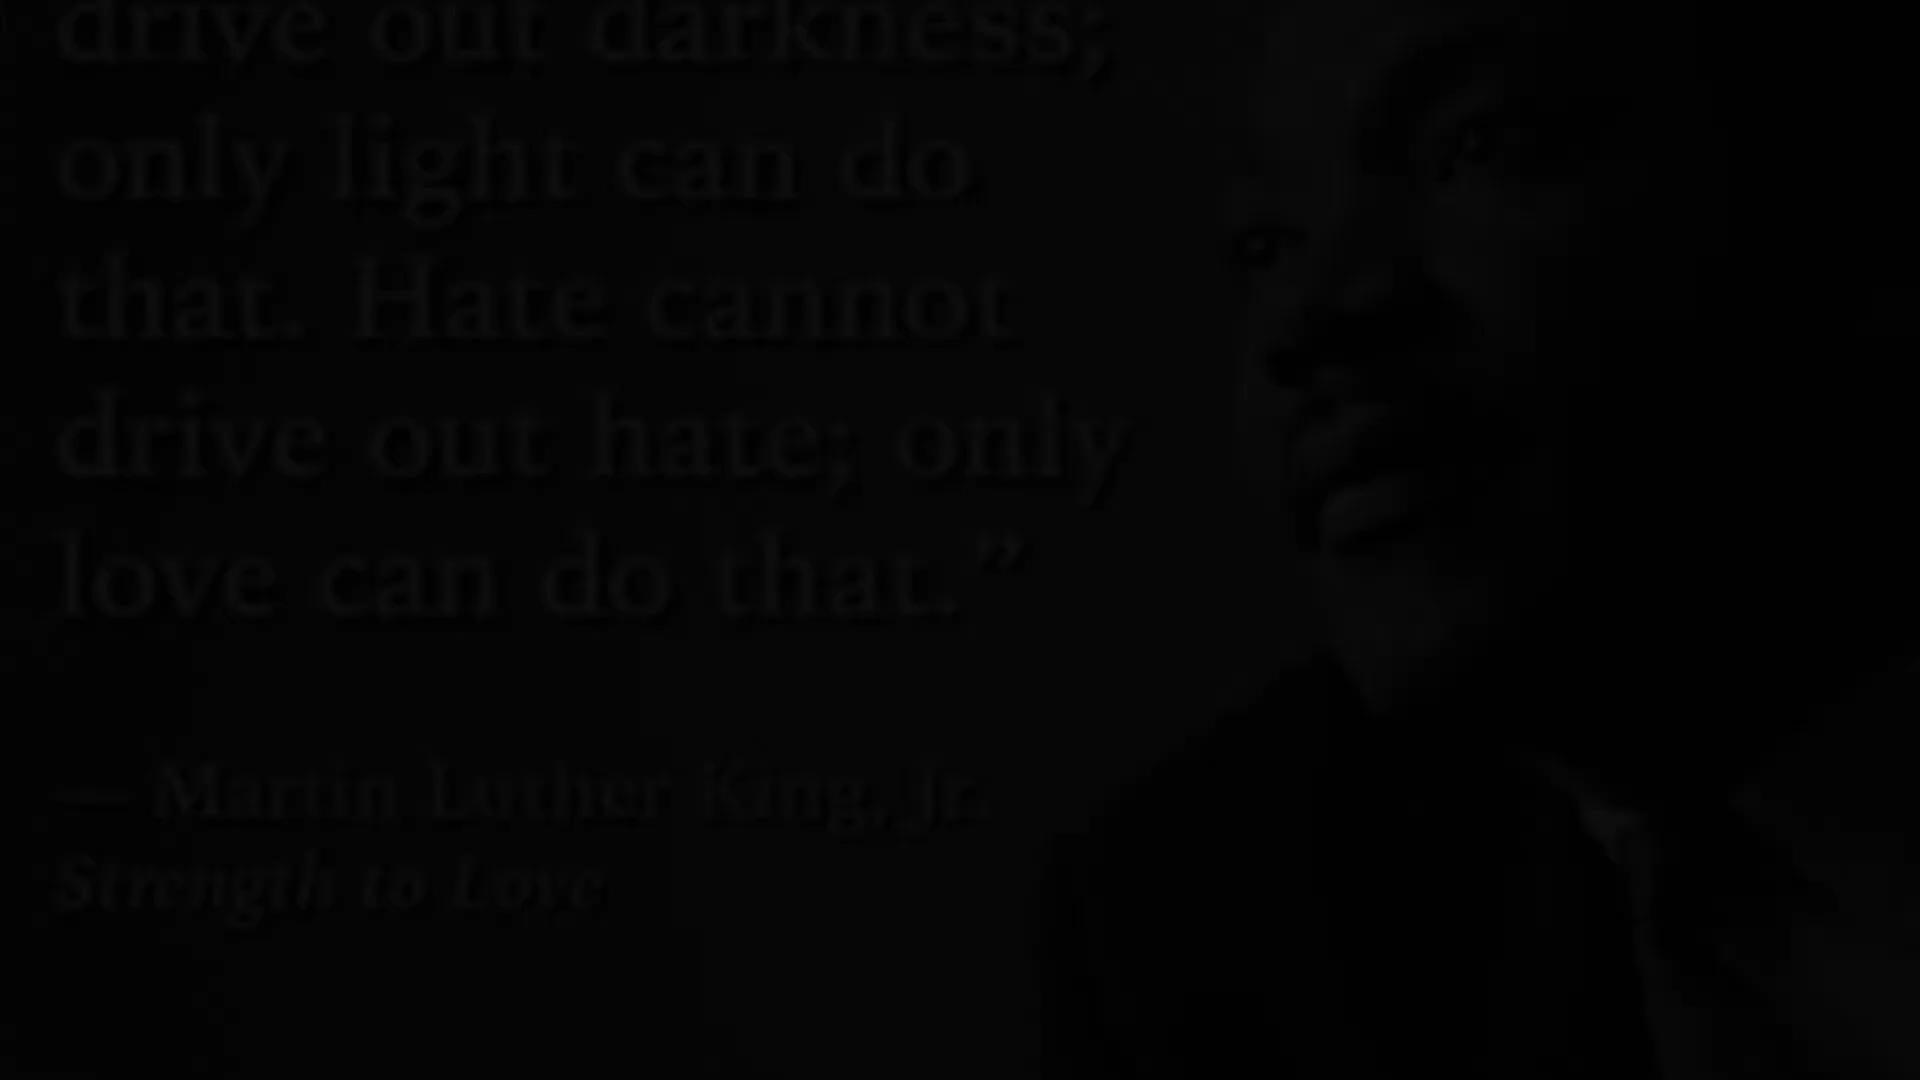 drive out darkness;
only light can do
that. Hate cannot
drive out hate; only
love can do that.”
— Martin Luther King, Jr.
Strength to Love